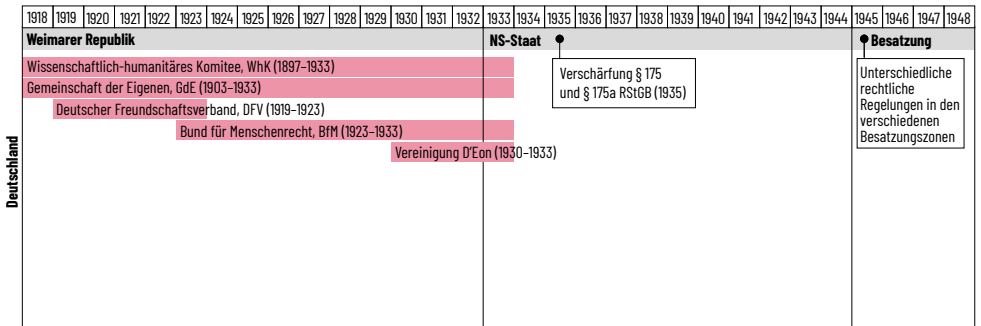 1918 1919 1920 1921 1922 1923 1924 1925 1926 1927 1928 1929 1930 1931 1932 1933 1934 1935 1936 1937 1938 1939 1940 1941 1942 1943 1944 1945 1946 1947 1948
Weimarer Republik NS-Staat Besatzung
Wissenschaftlich-humanitäres Komitee, WhK (1897–1933)
Gemeinschaft der Eigenen, GdE (1903–1933)
Deutscher Freundschaftsverband, DFV (1919–1923)
Bund für Menschenrecht, BfM (1923–1933)
Vereinigung D'Eon (1930–1933)
Verschärfung § 175
und § 175a RStGB (1935)
Unterschiedliche
rechtliche
Regelungen in den
verschiedenen
Besatzungszonen
Deutschland